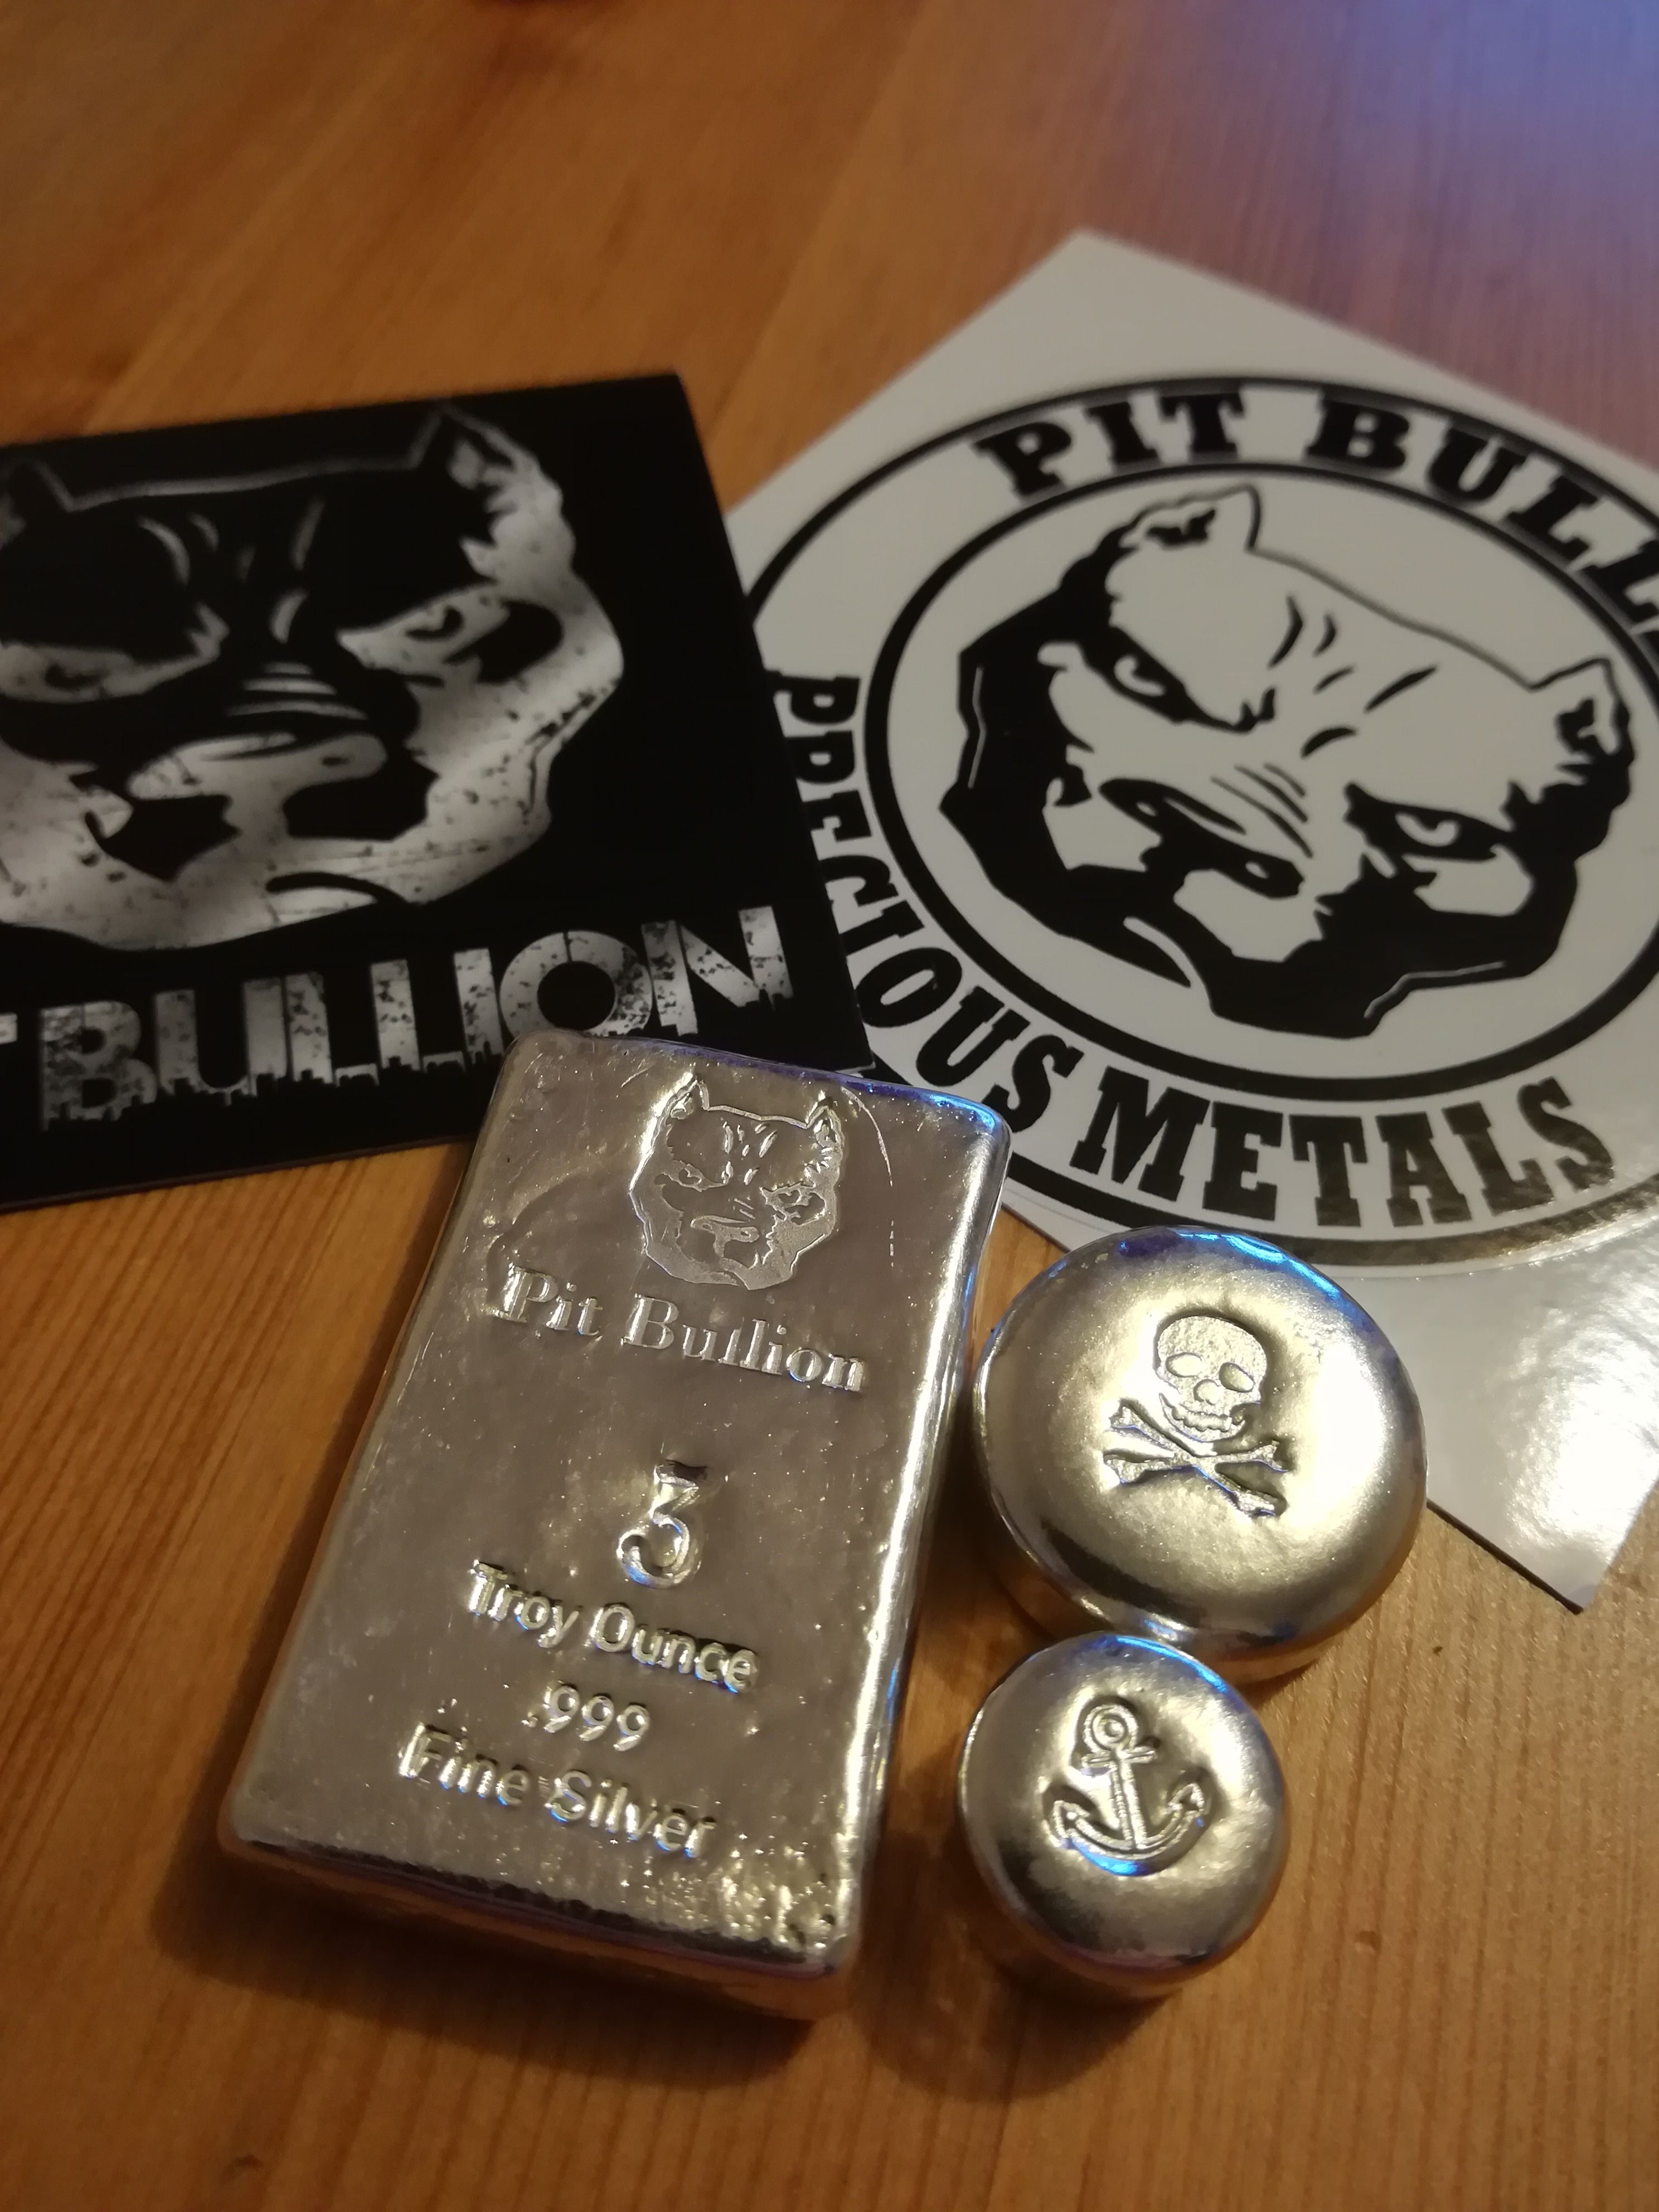 PIT BULL
PRECIOUS METALS
T BULLION
Pit Bullion
3
Troy Ounce
.999
Fine Silver